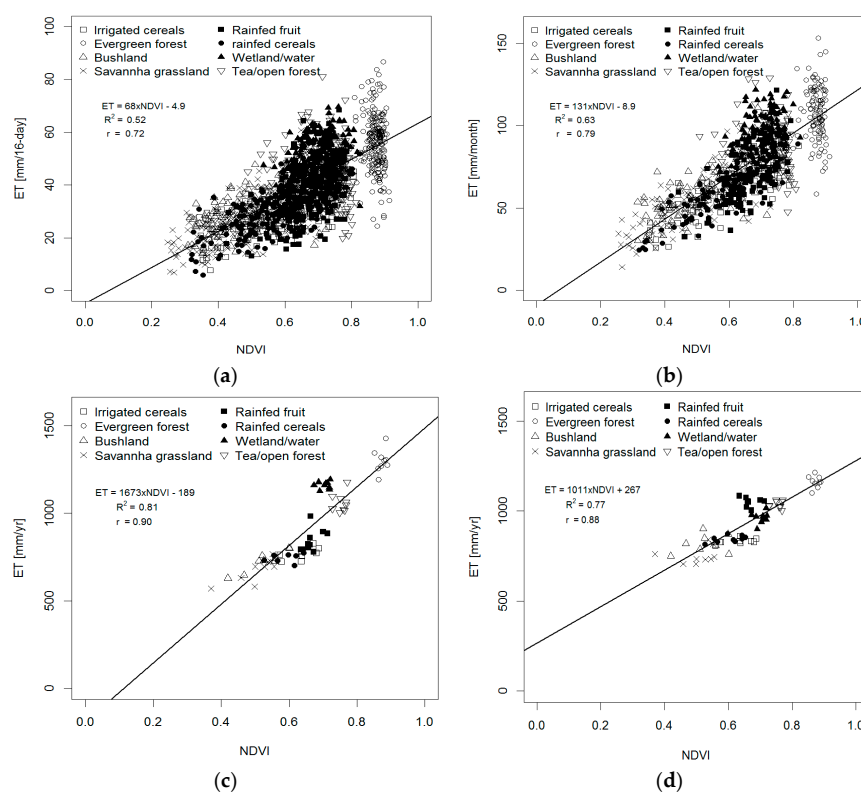 Irrigated cereals
Evergreen forest
Bushland
Savannha grassland
Rainfed fruit
rainfed cereals
Wetland/water
Tea/open forest
ET = 68xNDVI - 4.9
R² = 0.52
r = 0.72
ET [mm/16-day]
0
20
40
60
80
100
0.0 0.2 0.4 0.6 0.8 1.0
NDVI
(a)
Irrigated cereals
Evergreen forest
Bushland
Savannha grassland
Rainfed fruit
Rainfed cereals
Wetland/water
Tea/open forest
ET = 131xNDVI - 8.9
R² = 0.63
r = 0.79
ET [mm/month]
0
50
100
150
0.0 0.2 0.4 0.6 0.8 1.0
NDVI
(b)
Irrigated cereals
Evergreen forest
Bushland
Savannha grassland
Rainfed fruit
Rainfed cereals
Wetland/water
Tea/open forest
ET = 1673xNDVI - 189
R² = 0.81
r = 0.90
ET [mm/yr]
0
500
1000
1500
0.0 0.2 0.4 0.6 0.8 1.0
NDVI
(c)
Irrigated cereals
Evergreen forest
Bushland
Savannha grassland
Rainfed fruit
Rainfed cereals
Wetland/water
Tea/open forest
ET = 1011xNDVI + 267
R² = 0.77
r = 0.88
ET [mm/yr]
0
500
1000
1500
0.0 0.2 0.4 0.6 0.8 1.0
NDVI
(d)